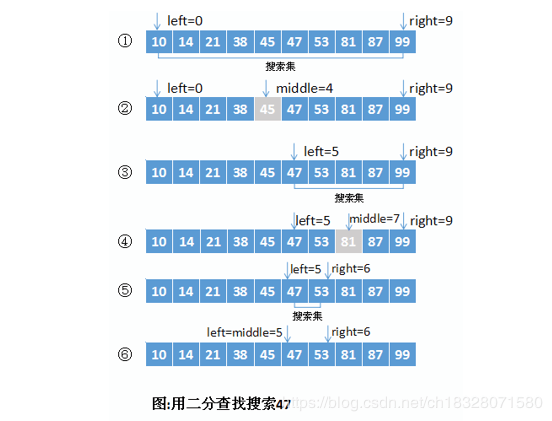 left=0 right=9
① 10 14 21 38 45 47 53 81 87 99
搜索集
left=0 middle=4 right=9
② 10 14 21 38 45 47 53 81 87 99
left=5 right=9
③ 10 14 21 38 45 47 53 81 87 99
搜索集
left=5 middle=7 right=9
④ 10 14 21 38 45 47 53 81 87 99
left=5 right=6
⑤ 10 14 21 38 45 47 53 81 87 99
搜索集
left=middle=5 right=6
⑥ 10 14 21 38 45 47 53 81 87 99
图:用二分查找搜索47
https://blog.csdn.net/ch18328071580